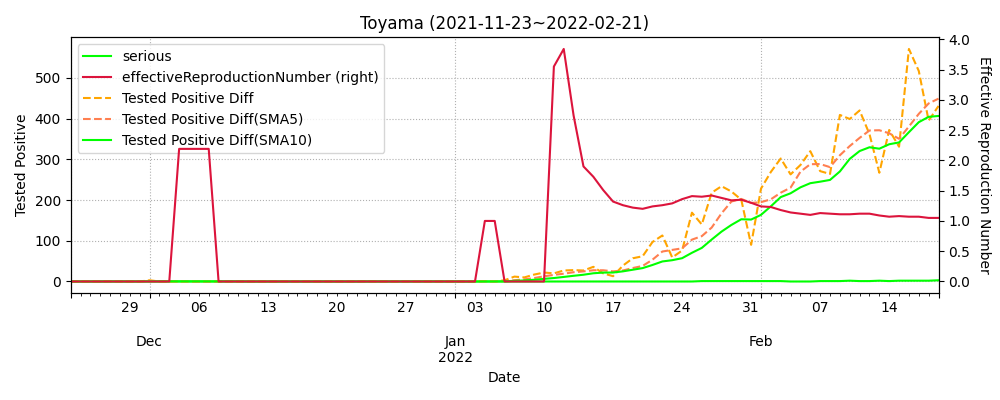 Toyama (2021-11-23~2022-02-21)
serious
effectiveReproductionNumber (right)
Tested Positive Diff
Tested Positive Diff(SMA5)
Tested Positive Diff(SMA10)
Tested Positive
500
400
300
200
100
0
4.0
3.5
3.0
2.5
2.0
1.5
1.0
0.5
0.0
Effective Reproduction Number
29 06 13 20 27 03 10 17 24 31 07 14
Dec Jan Feb
2022
Date